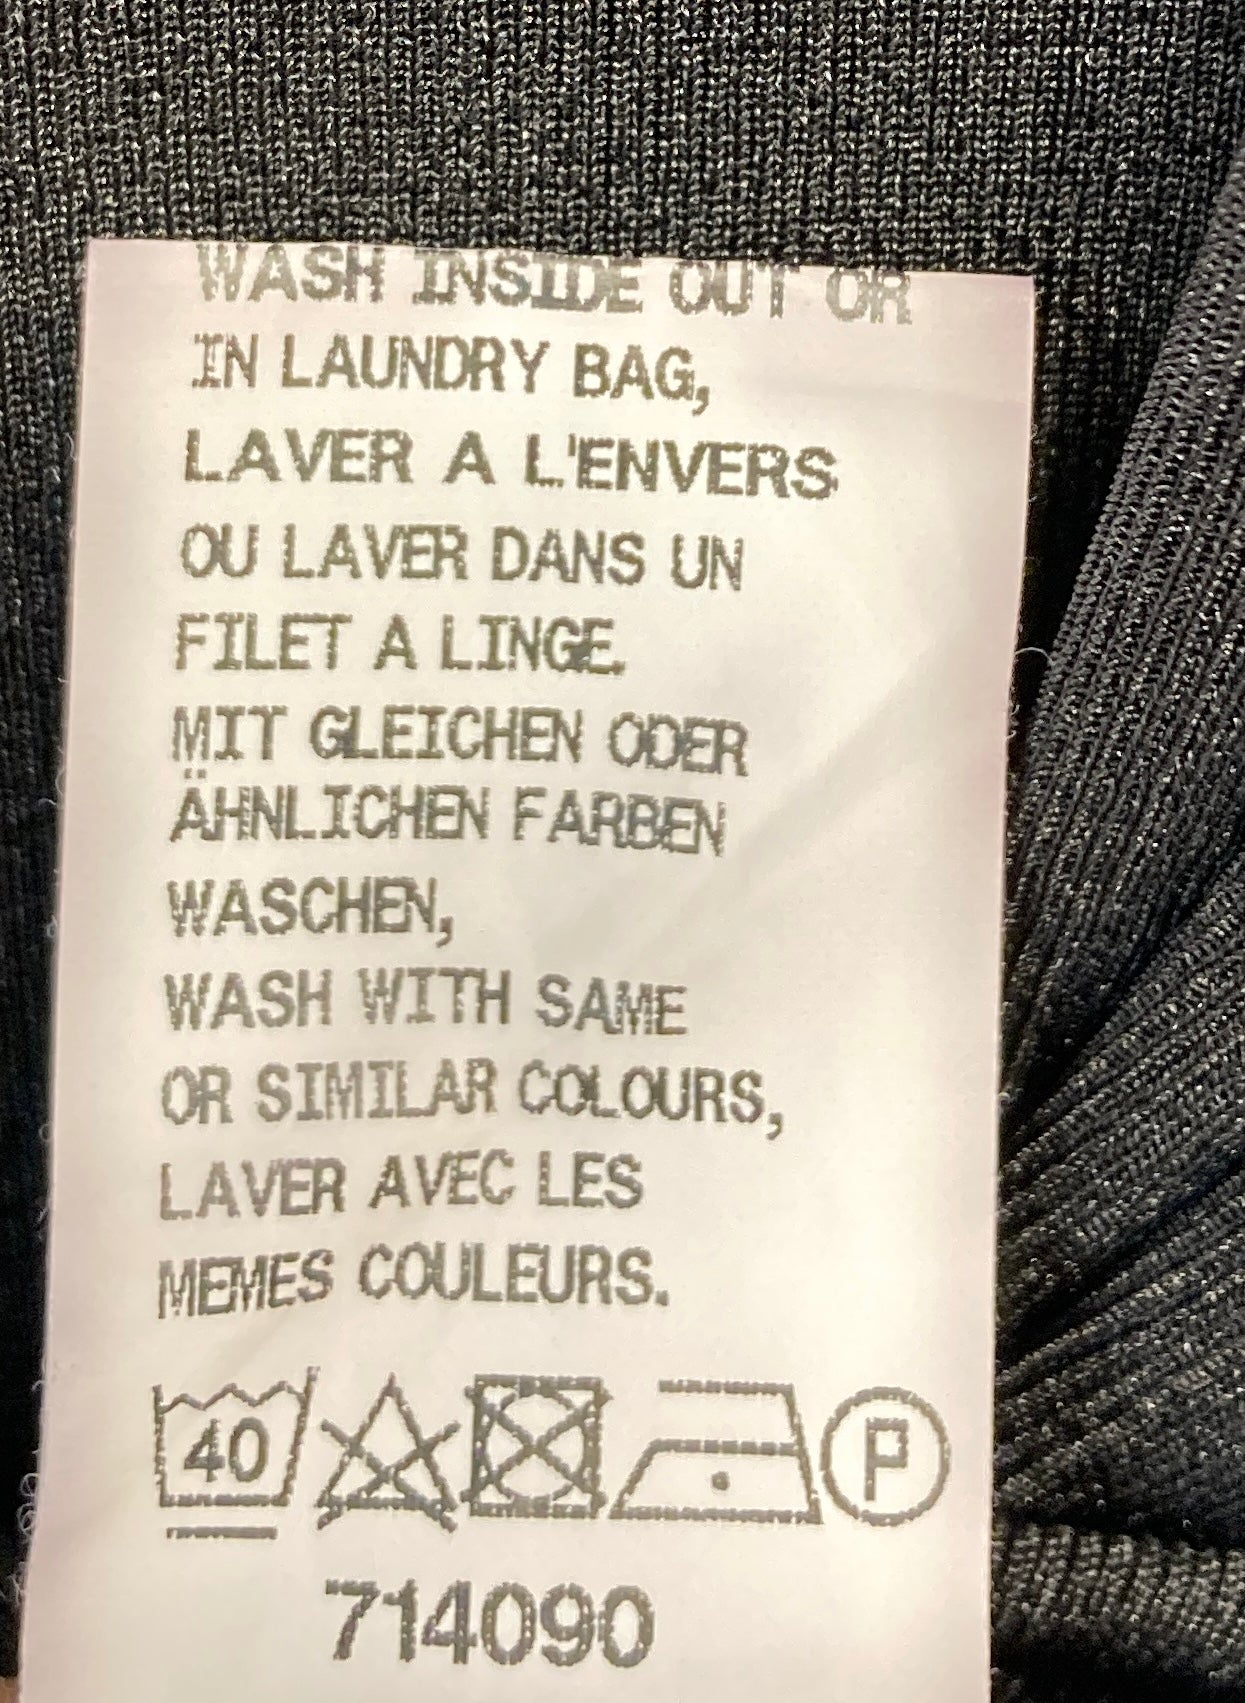 WASH INSIDE OUT OR
IN LAUNDRY BAG,
LAVER A L'ENVERS
OU LAVER DANS UN
FILET A LINGE.
MIT GLEICHEN ODER
ÄHNLICHEN FARBEN
WASCHEN,
WASH WITH SAME
OR SIMILAR COLOURS,
LAVER AVEC LES
MEMES COULEURS.
40 P
714090